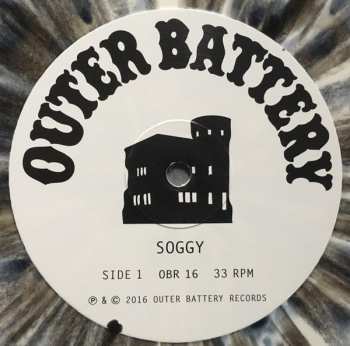 OUTER BATTERY
SOGGY
SIDE 1 OBR 16 33 RPM
℗ & © 2016 OUTER BATTERY RECORDS